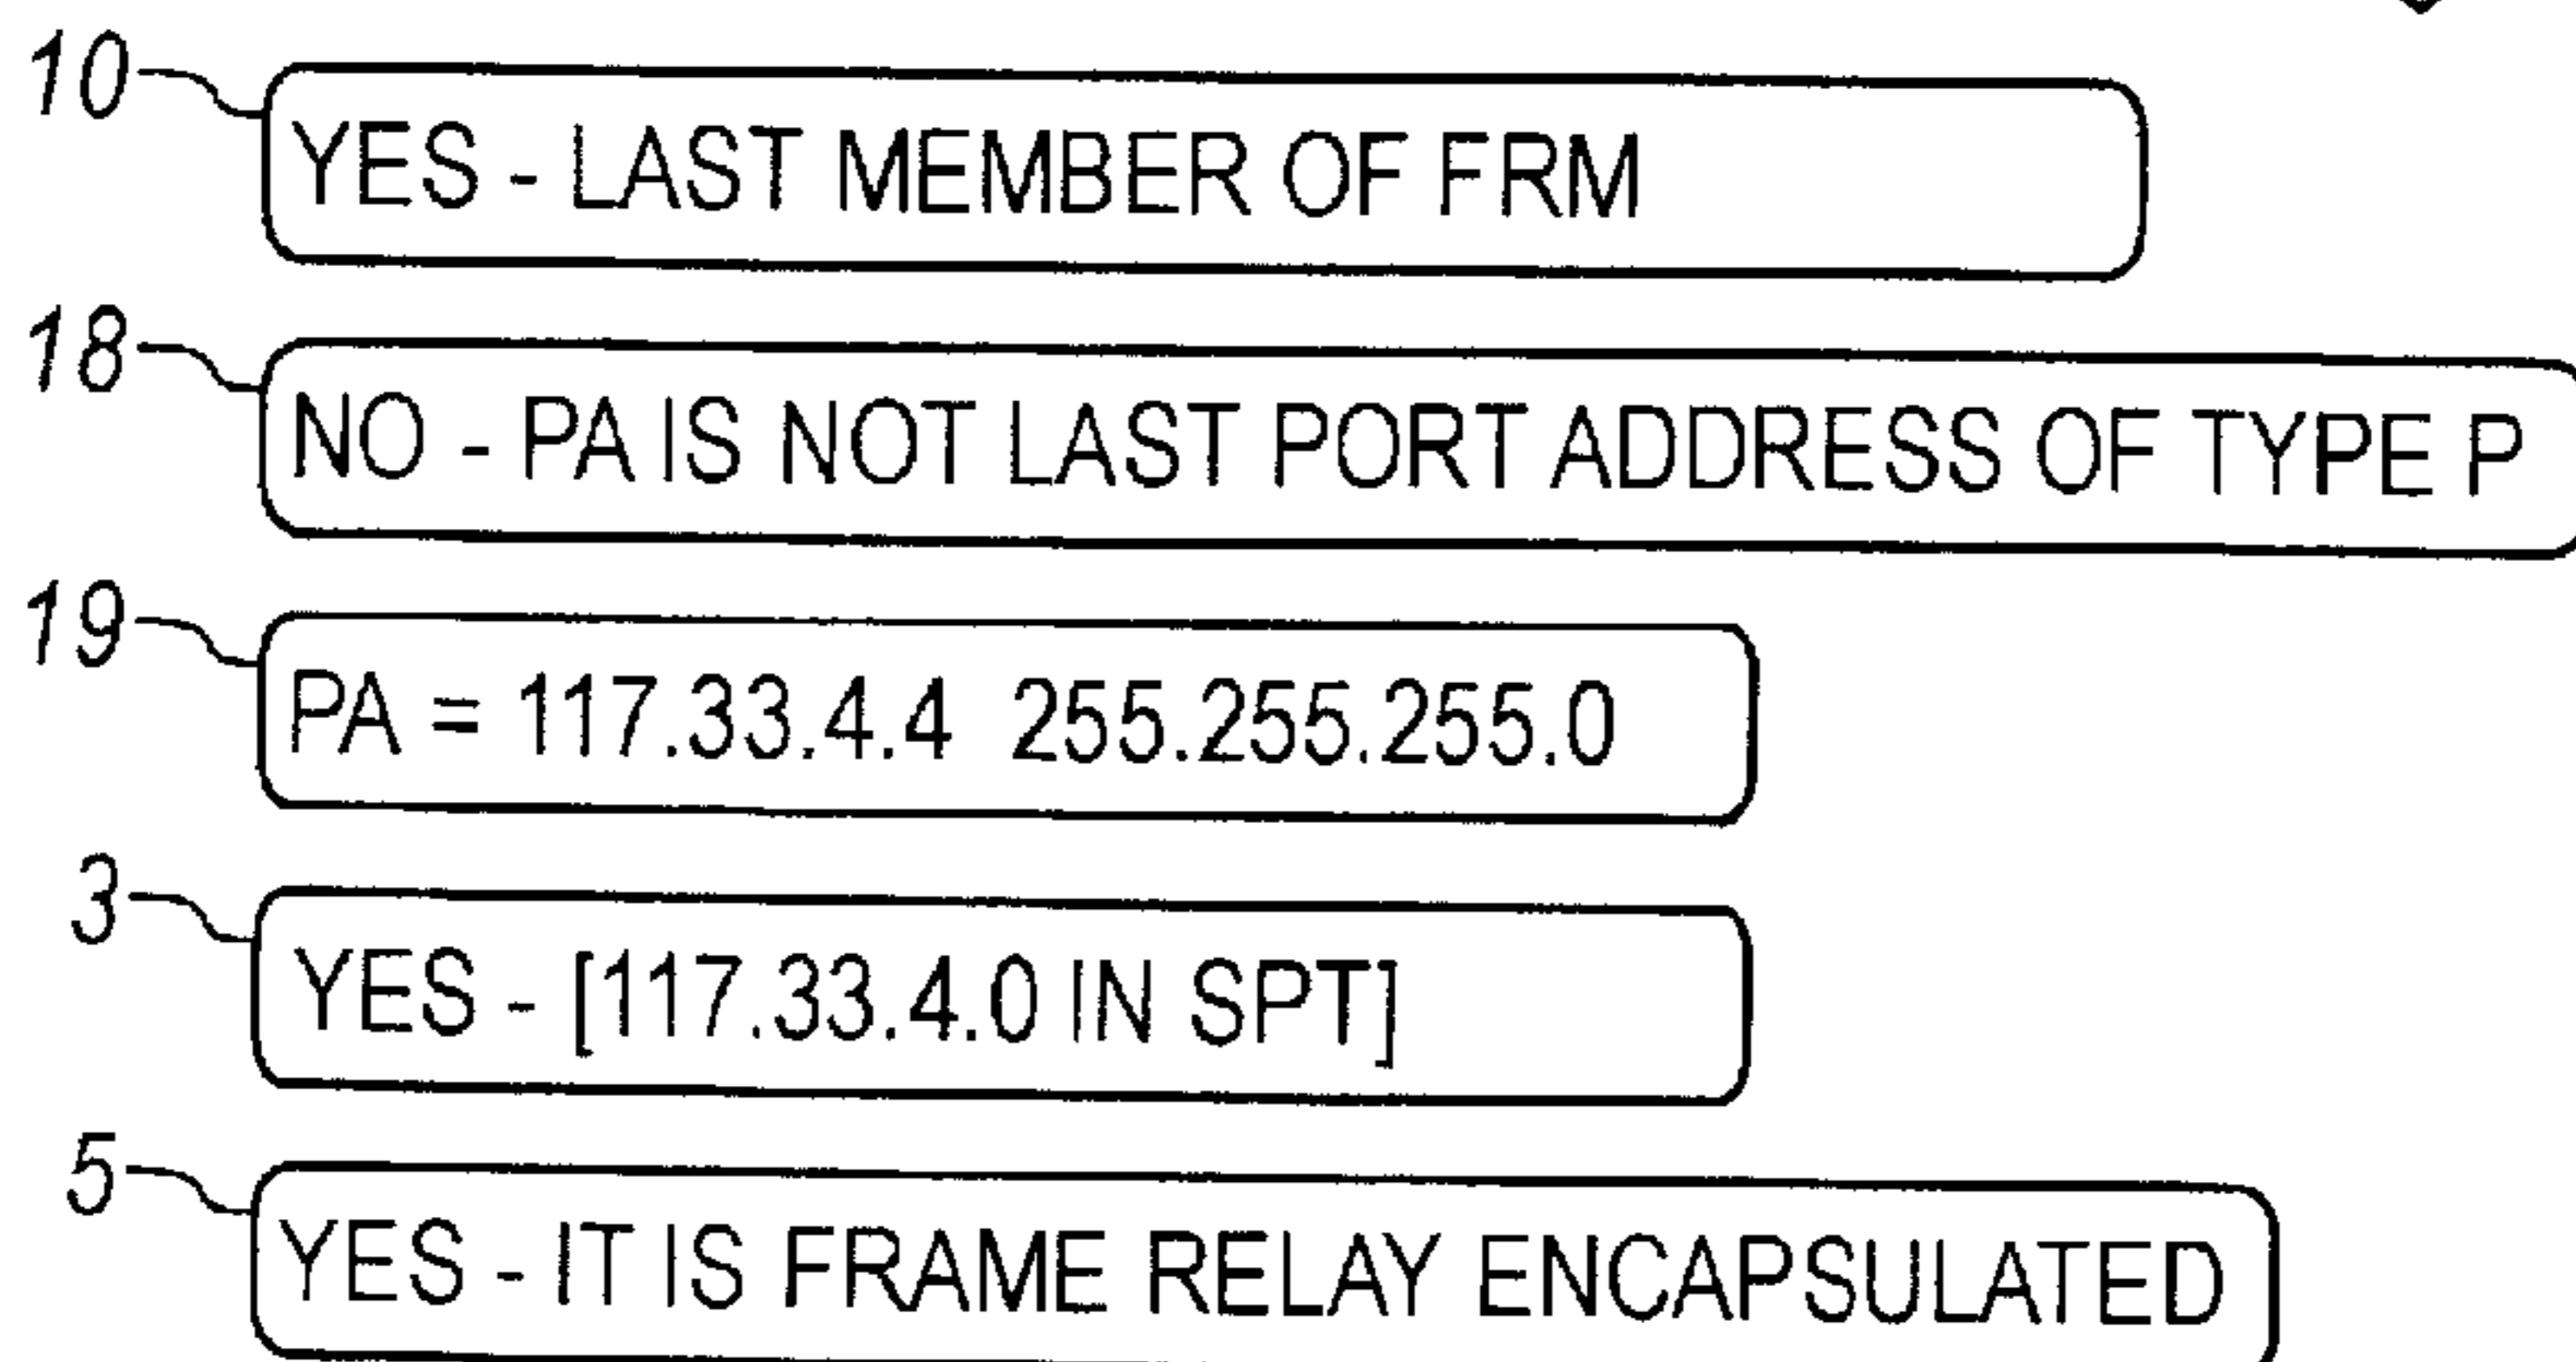 10 YES - LAST MEMBER OF FRM
18 NO - PA IS NOT LAST PORT ADDRESS OF TYPE P
19 PA = 117.33.4.4 255.255.255.0
3 YES - [117.33.4.0 IN SPT]
5 YES - IT IS FRAME RELAY ENCAPSULATED